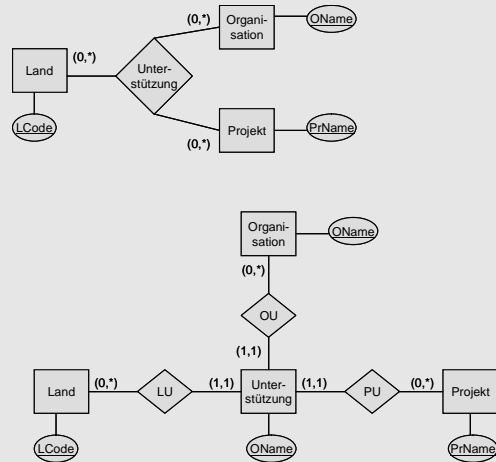 Organi-
sation
OName
(0,*)
(0,*)
Land
Unter-
stützung
LCode
(0,*)
Projekt
PrName
Organi-
sation
OName
(0,*)
OU
(1,1)
Land
(0,*)
LU
(1,1)
Unter-
stützung
(1,1)
PU
(0,*)
Projekt
LCode
OName
PrName